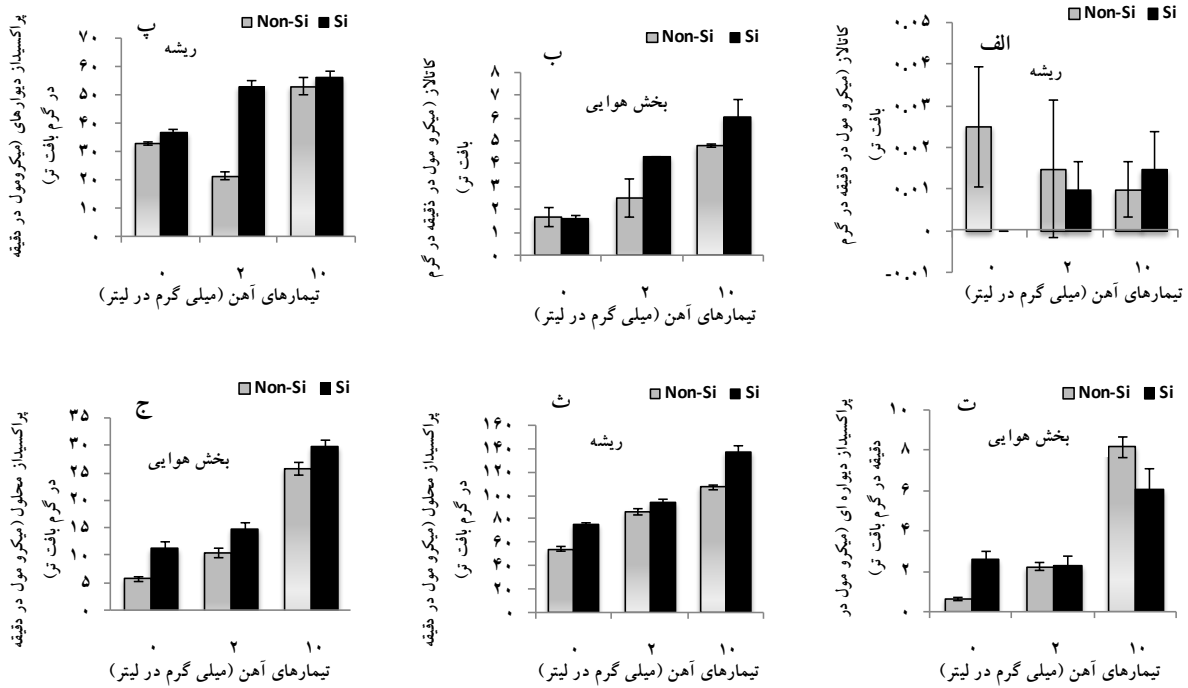 ■ Non-Si ■ Si
الف
ریشه
کاتالاز (میکرو مول در دقیقه در گرم
بافت تر)
۰.۰۵
۰.۰۴
۰.۰۳
۰.۰۲
۰.۰۱
۰
-۰.۰۱
۰ ۲ ۱۰
تیمارهای آهن (میلی گرم در لیتر)
■ Non-Si ■ Si
ب
بخش هوایی
کاتالاز (میکرو مول در دقیقه در گرم
بافت تر)
۸
۷
۶
۵
۴
۳
۲
۱
۰
۰ ۲ ۱۰
تیمارهای آهن (میلی گرم در لیتر)
■ Non-Si ■ Si
پ
ریشه
پراکسیداز دیوارهای (میکرومول در دقیقه
در گرم بافت تر)
۷۰
۶۰
۵۰
۴۰
۳۰
۲۰
۱۰
۰
۰ ۲ ۱۰
تیمارهای آهن (میلی گرم در لیتر)
■ Non-Si ■ Si
ت
بخش هوایی
پراکسیداز دیواره ای (میکرو مول در
دقیقه در گرم بافت تر)
۱۰
۸
۶
۴
۲
۰
۰ ۲ ۱۰
تیمارهای آهن (میلی گرم در لیتر)
■ Non-Si ■ Si
ث
ریشه
پراکسیداز محلول (میکرو مول در دقیقه
در گرم بافت تر)
۱۶۰
۱۴۰
۱۲۰
۱۰۰
۸۰
۶۰
۴۰
۲۰
۰
۰ ۲ ۱۰
تیمارهای آهن (میلی گرم در لیتر)
■ Non-Si ■ Si
ج
بخش هوایی
پراکسیداز محلول (میکرو مول در دقیقه
در گرم بافت تر)
۳۵
۳۰
۲۵
۲۰
۱۵
۱۰
۵
۰
۰ ۲ ۱۰
تیمارهای آهن (میلی گرم در لیتر)